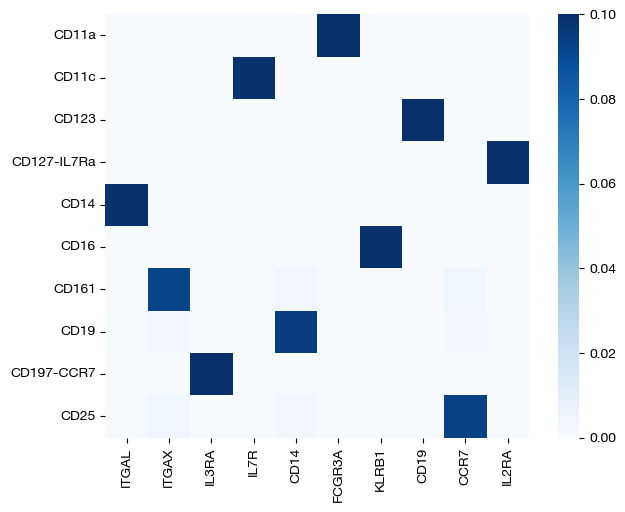 CD11a
CD11c
CD123
CD127-IL7Ra
CD14
CD16
CD161
CD19
CD197-CCR7
CD25
ITGAL
ITGAX
IL3RA
IL7R
CD14
FCGR3A
KLRB1
CD19
CCR7
IL2RA
0.10
0.08
0.06
0.04
0.02
0.00